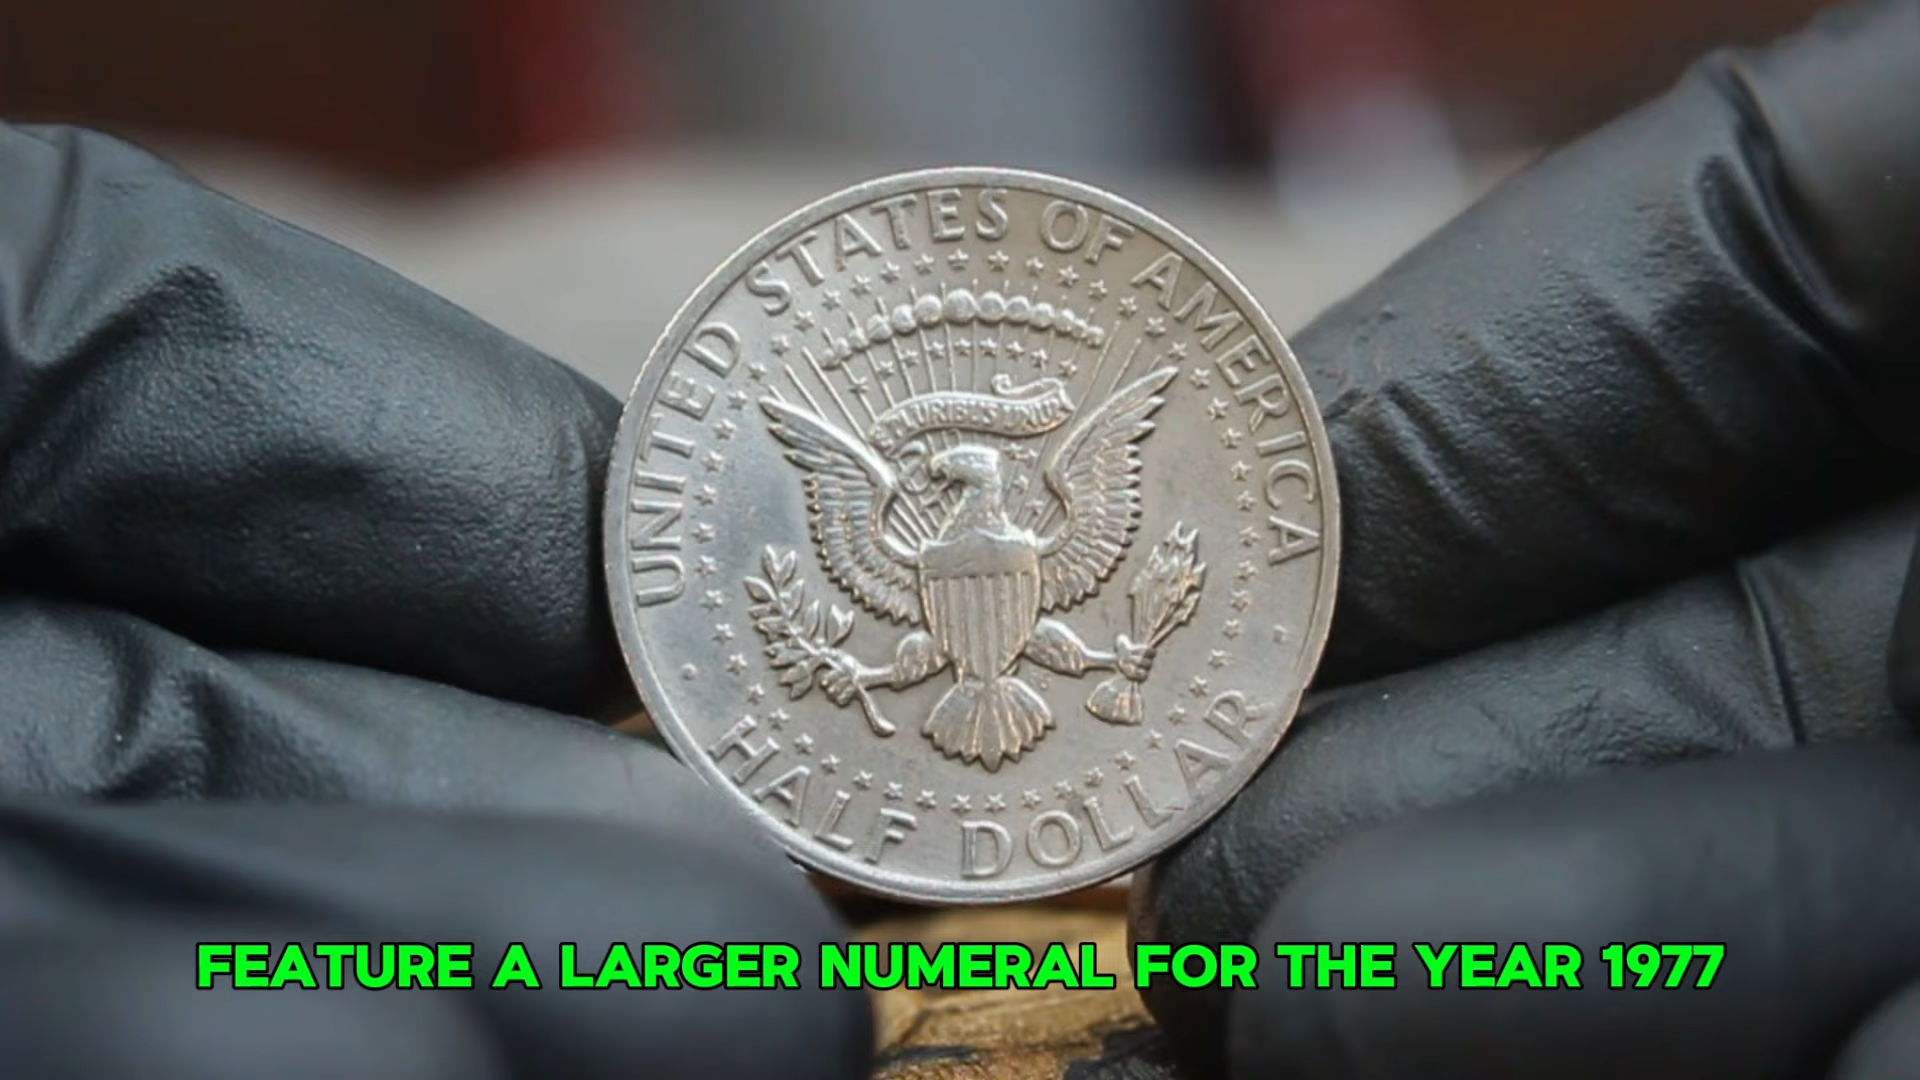 UNITED STATES OF AMERICA
PLURIBUS UNUM
HALF DOLLAR
FEATURE A LARGER NUMERAL FOR THE YEAR 1977